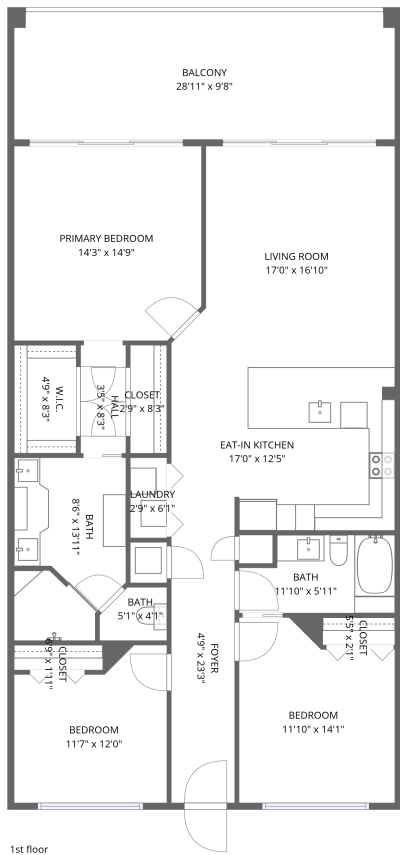 BALCONY
28'11" x 9'8"
PRIMARY BEDROOM
14'3" x 14'9"
LIVING ROOM
17'0" x 16'10"
W.I.C.
4'9" x 8'3"
HALL
3'5" x 8'3"
CLOSET
2'9" x 8'3"
EAT-IN KITCHEN
17'0" x 12'5"
LAUNDRY
2'9" x 6'1"
BATH
8'6" x 13'11"
BATH
11'10" x 5'11"
BATH
5'1" x 4'1"
FOYER
4'9" x 23'3"
CLOSET
6'9" x 1'11"
CLOSET
5'5" x 2'1"
BEDROOM
11'7" x 12'0"
BEDROOM
11'10" x 14'1"
1st floor